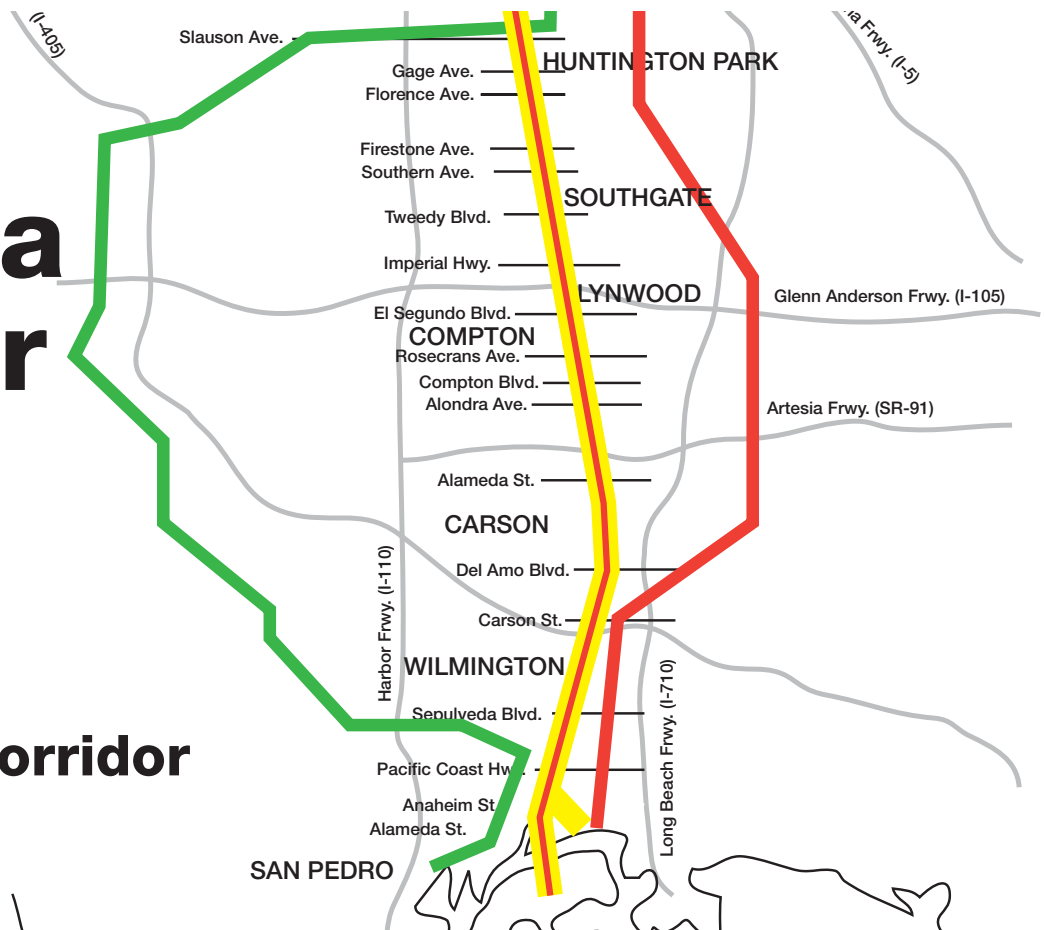 (I-405)
ia Frwy. (I-5)
Slauson Ave.
HUNTINGTON PARK
Gage Ave.
Florence Ave.
Firestone Ave.
Southern Ave.
SOUTHGATE
a
Tweedy Blvd.
Imperial Hwy.
LYNWOOD
Glenn Anderson Frwy. (I-105)
El Segundo Blvd.
COMPTON
r
Rosecrans Ave.
Compton Blvd.
Alondra Ave.
Artesia Frwy. (SR-91)
Alameda St.
CARSON
Del Amo Blvd.
Harbor Frwy. (I-110)
Carson St.
WILMINGTON
Sepulveda Blvd.
Long Beach Frwy. (I-710)
orridor
Pacific Coast Hwy.
Anaheim St.
Alameda St.
SAN PEDRO